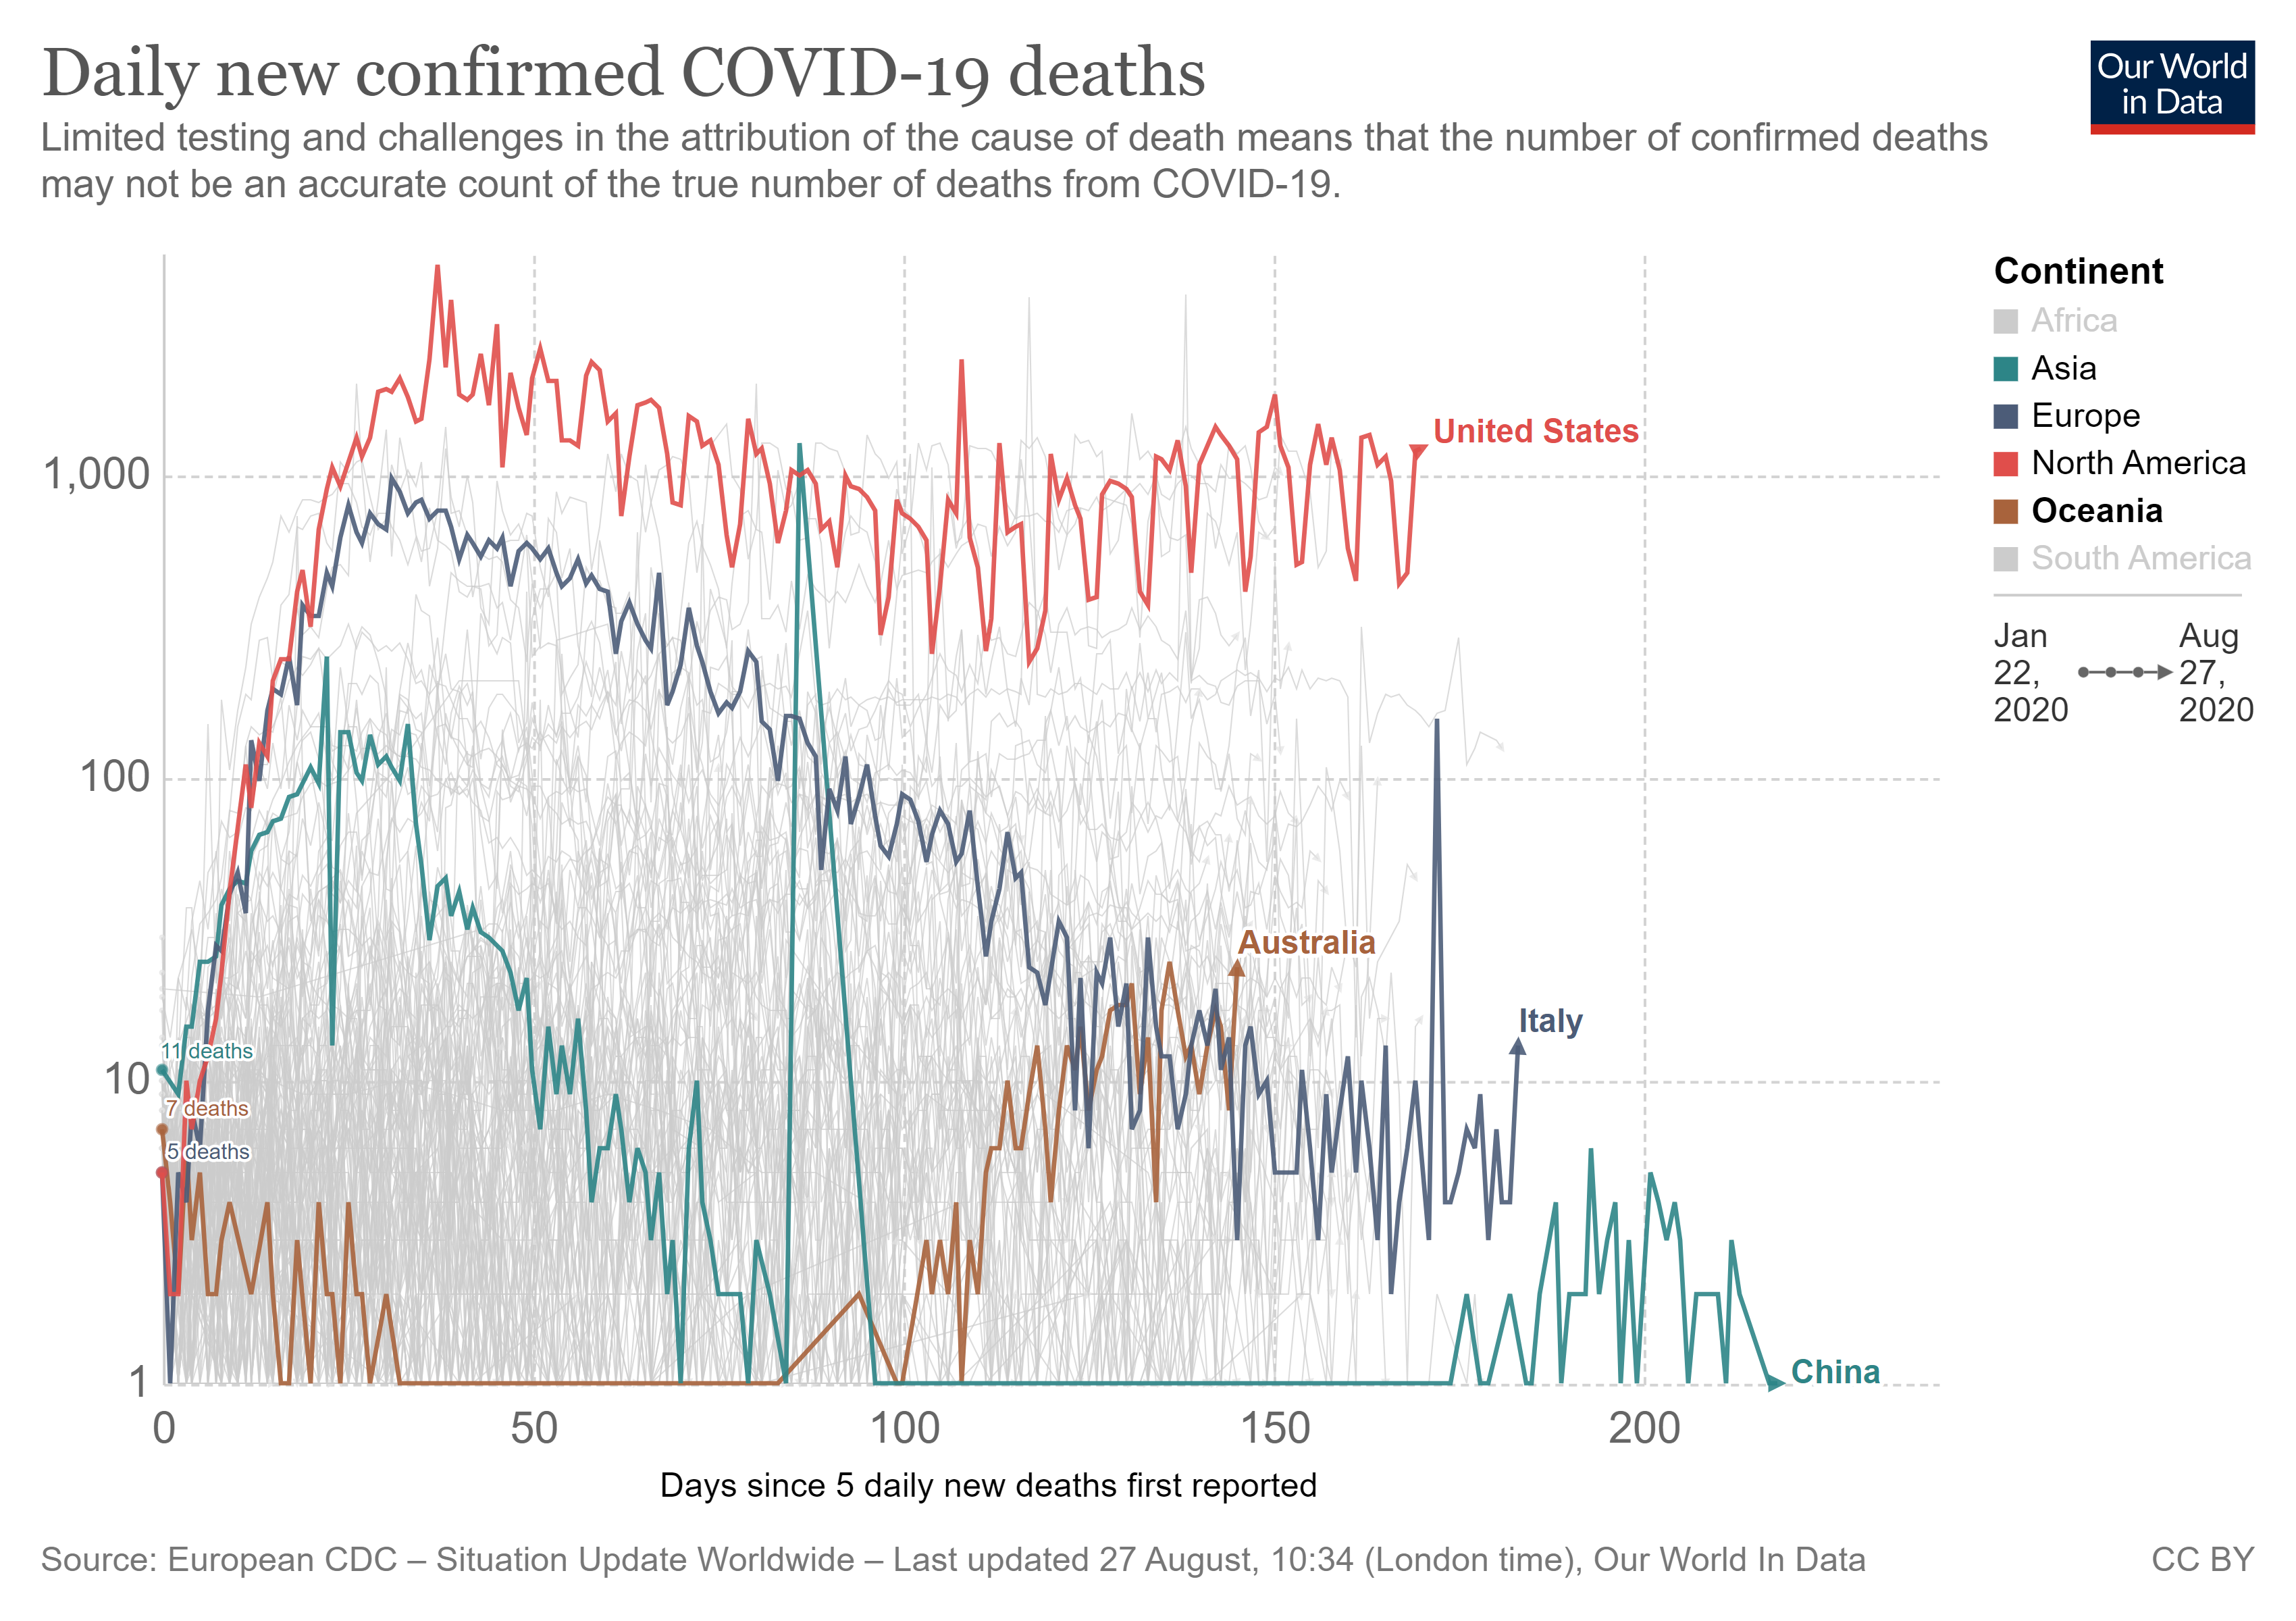 Daily new confirmed COVID-19 deaths
Our World
in Data
Limited testing and challenges in the attribution of the cause of death means that the number of confirmed deaths
may not be an accurate count of the true number of deaths from COVID-19.
Continent
Africa
Asia
Europe
North America
Oceania
South America
Jan
22,
2020
Aug
27,
2020
1,000
100
10
1
United States
Australia
Italy
China
11 deaths
7 deaths
5 deaths
0
50
100
150
200
Days since 5 daily new deaths first reported
Source: European CDC – Situation Update Worldwide – Last updated 27 August, 10:34 (London time), Our World In Data
CC BY